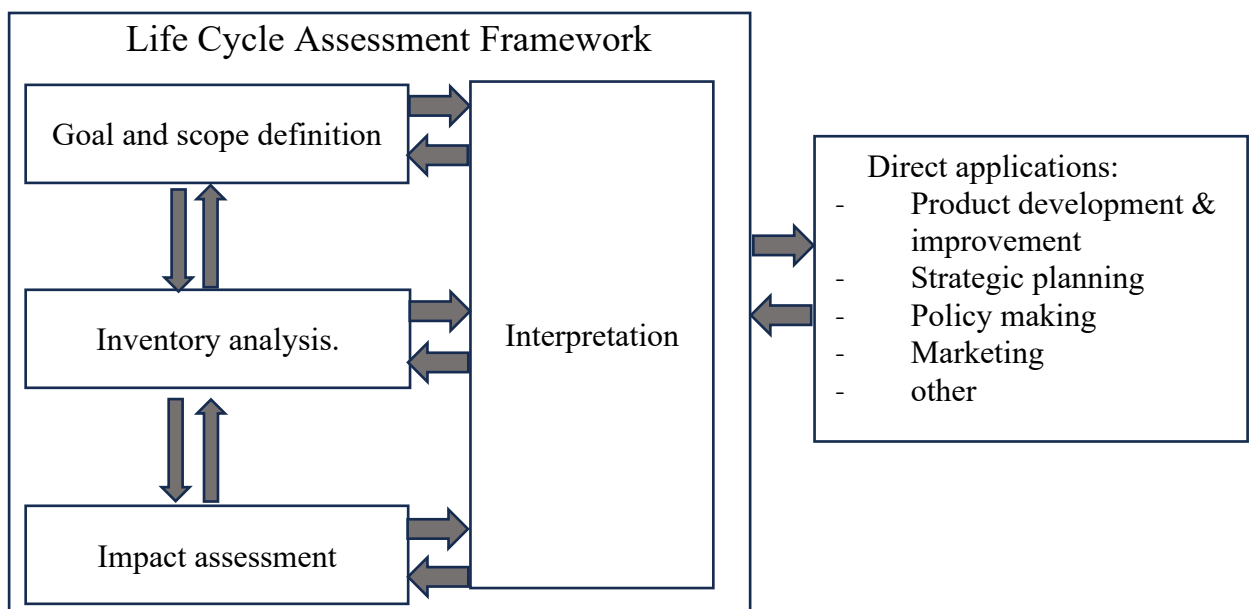 Life Cycle Assessment Framework
Goal and scope definition
Inventory analysis.
Impact assessment
Interpretation
Direct applications:
- Product development &
improvement
- Strategic planning
- Policy making
- Marketing
- other